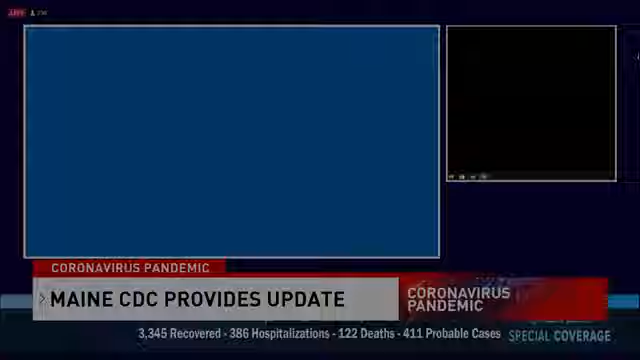 LIVE
CORONAVIRUS PANDEMIC
MAINE CDC PROVIDES UPDATE
CORONAVIRUS
PANDEMIC
3,345 Recovered - 386 Hospitalizations - 122 Deaths - 411 Probable Cases
SPECIAL COVERAGE